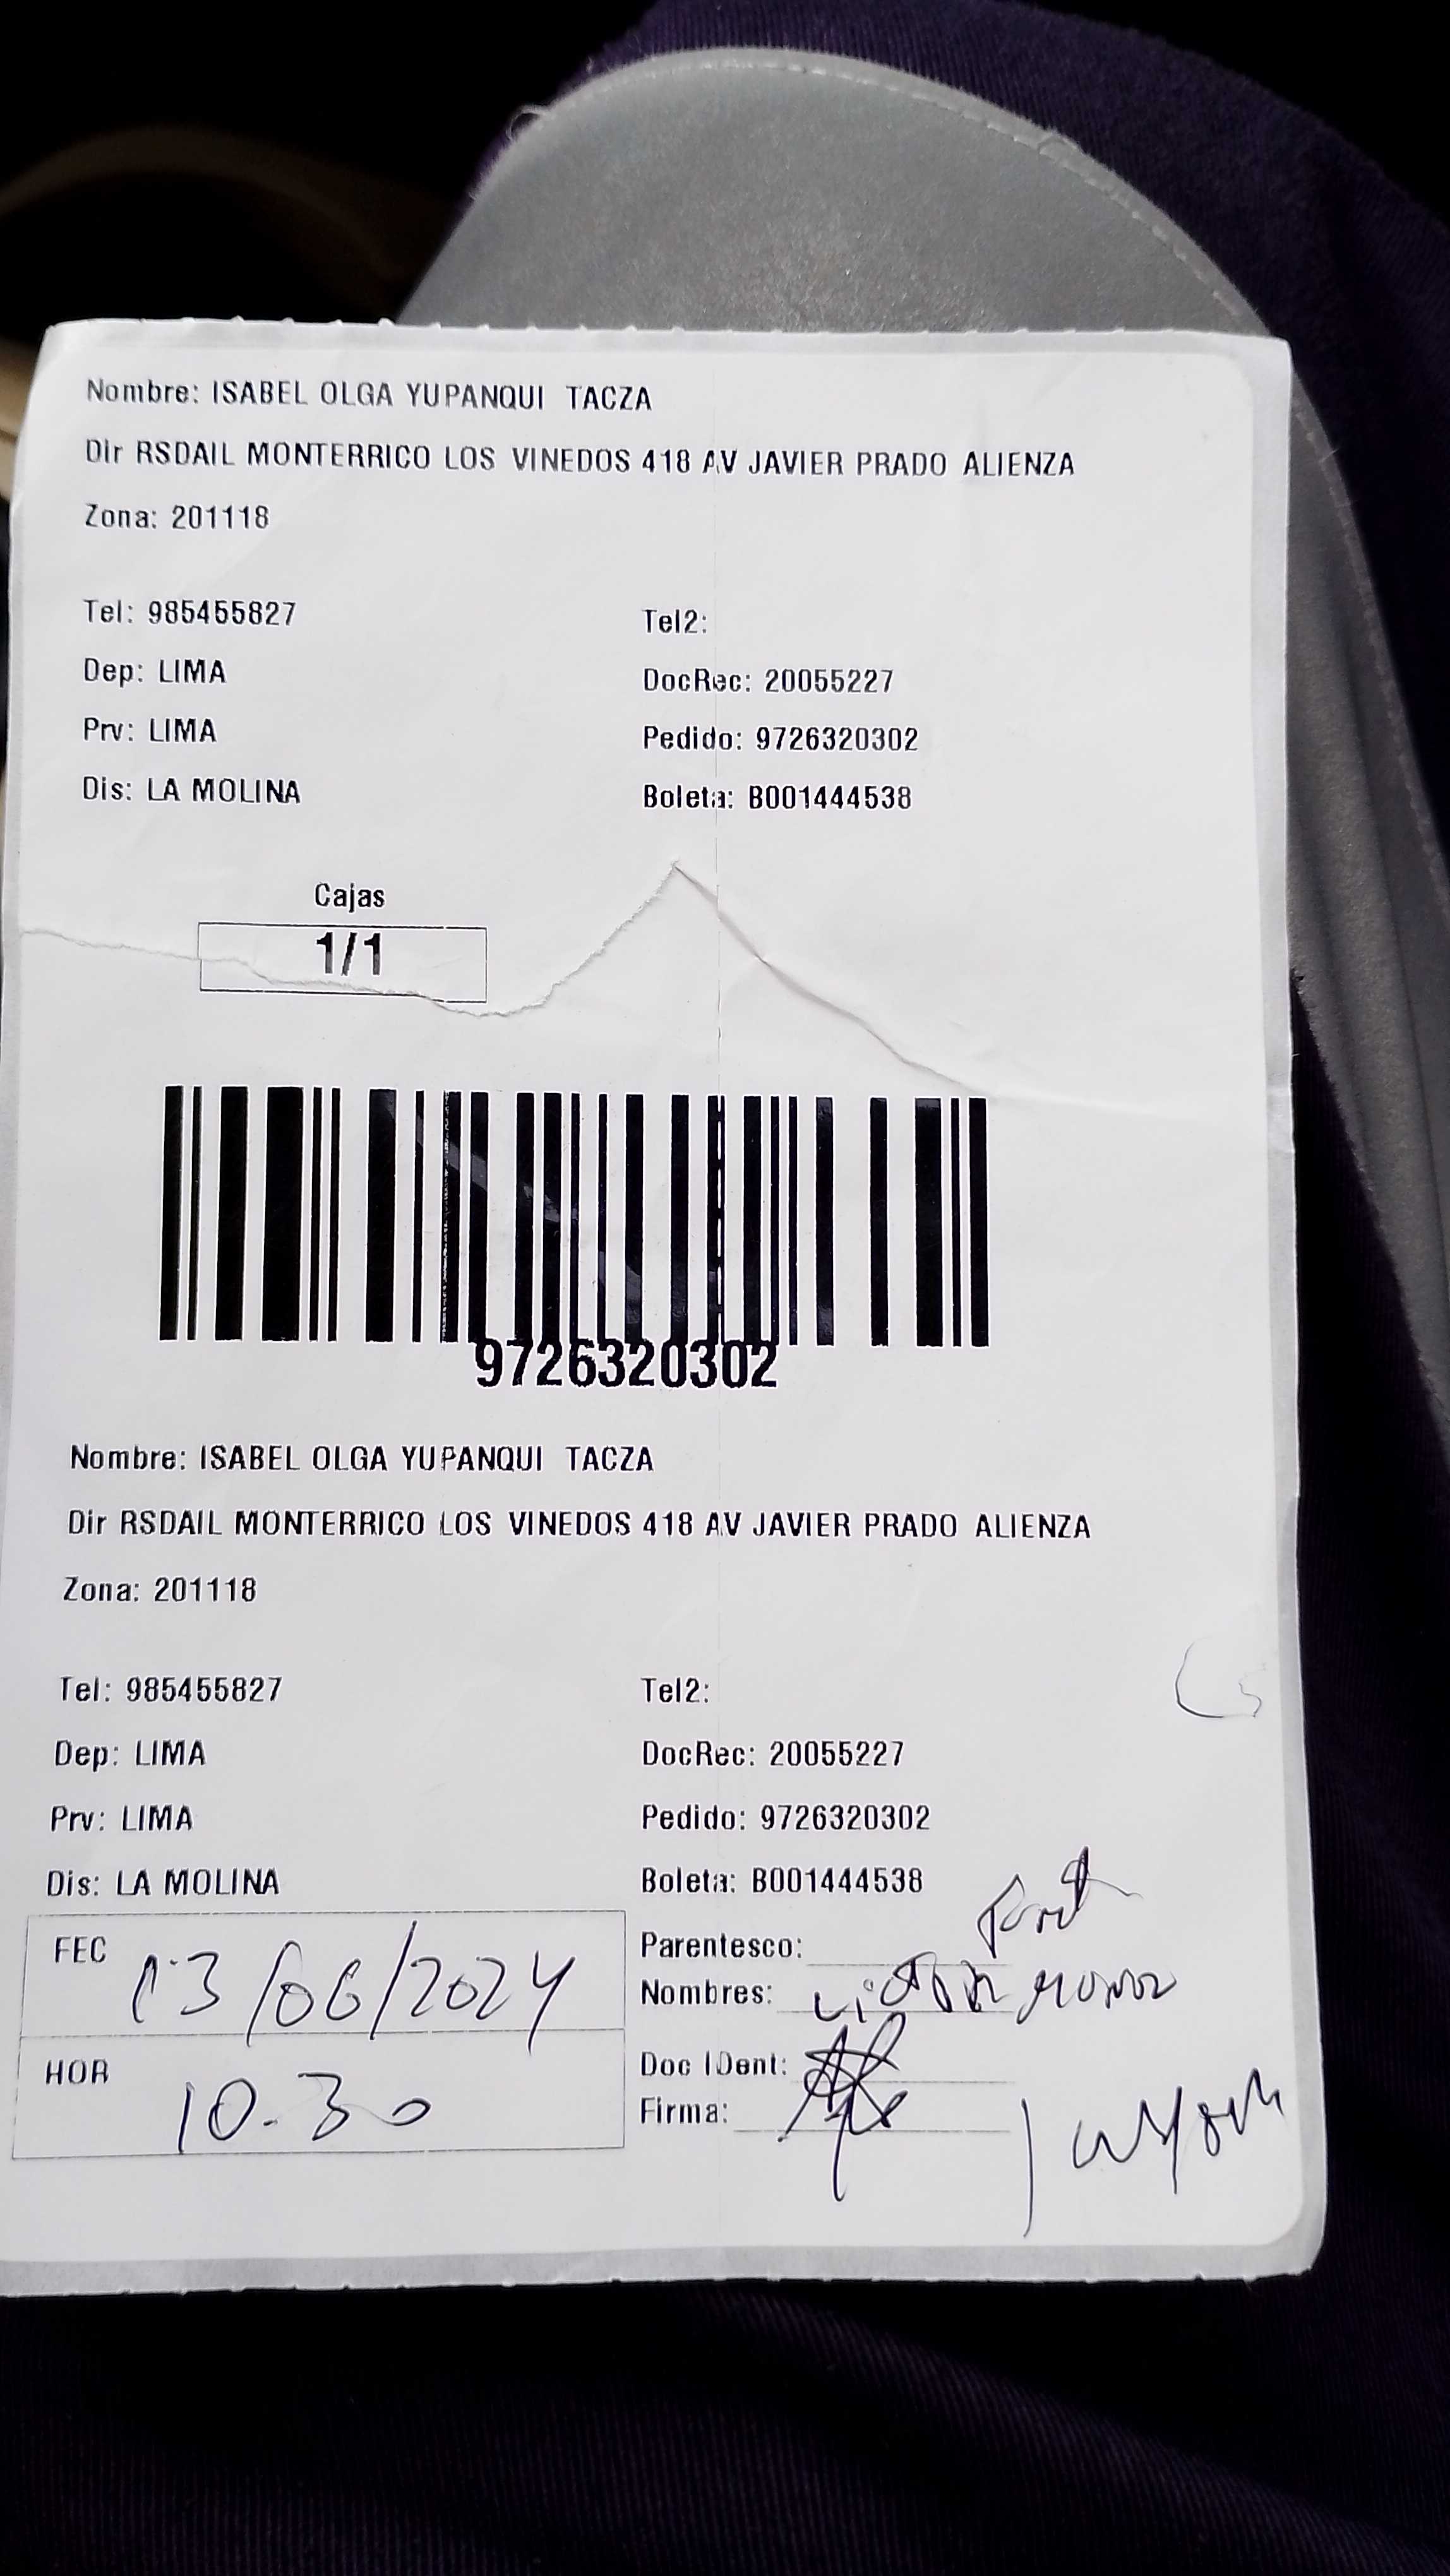 Nombre: ISABEL OLGA YUPANQUI TACZA
Dir RSDAIL MONTERRICO LOS VINEDOS 418 AV JAVIER PRADO ALIENZA
Zona: 201118
Tel: 985455827 Tel2:
Dep: LIMA DocRec: 20055227
Prv: LIMA Pedido: 9726320302
Dis: LA MOLINA Boleta: B001444538
Cajas
1/1
9726320302
Nombre: ISABEL OLGA YUPANQUI TACZA
Dir RSDAIL MONTERRICO LOS VINEDOS 418 AV JAVIER PRADO ALIENZA
Zona: 201118
Tel: 985455827 Tel2:
Dep: LIMA DocRec: 20055227
Prv: LIMA Pedido: 9726320302
Dis: LA MOLINA Boleta: B001444538
FEC 13/06/2024 Parentesco:
Nombres:
HOR 10.30 Doc IDent:
Firma: